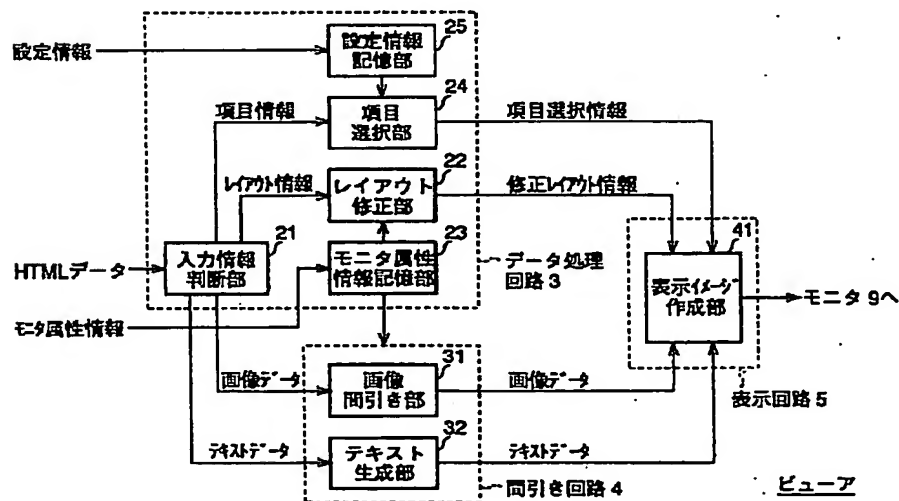 設定情報
設定情報
記憶部
25
項目情報
項目
選択部
24
項目選択情報
レイアウト情報
レイアウト
修正部
22
修正レイアウト情報
HTMLデータ
入力情報
判断部
21
モニタ属性
情報記憶部
23
データ処理
回路3
モニタ属性情報
表示イメージ
作成部
41
モニタ9へ
表示回路5
画像データ
画像
間引き部
31
画像データ
テキストデータ
テキスト
生成部
32
テキストデータ
間引き回路4
ビューア